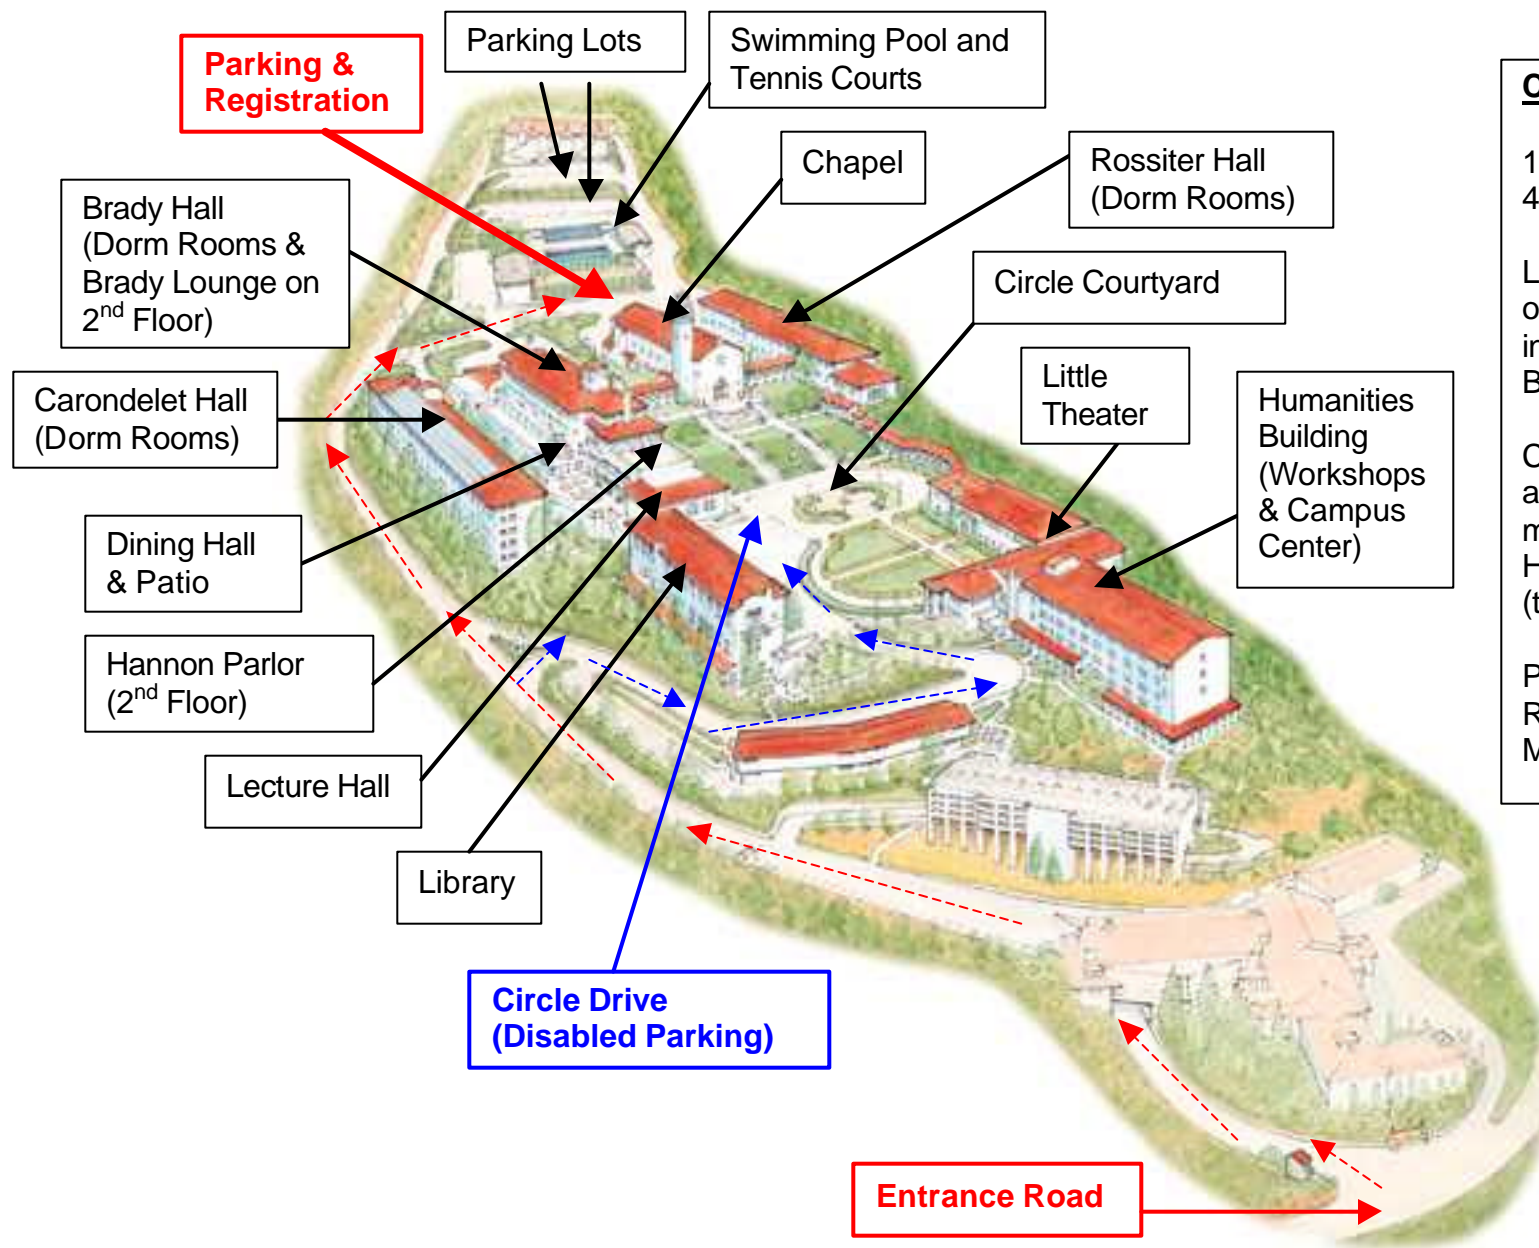 Parking Lots
Swimming Pool and
Tennis Courts
Parking &
Registration
Chapel
Rossiter Hall
(Dorm Rooms)
Brady Hall
(Dorm Rooms &
Brady Lounge on
2nd Floor)
Circle Courtyard
Little
Theater
Humanities
Building
(Workshops
& Campus
Center)
Carondelet Hall
(Dorm Rooms)
Dining Hall
& Patio
Hannon Parlor
(2nd Floor)
Lecture Hall
Library
Circle Drive
(Disabled Parking)
Entrance Road